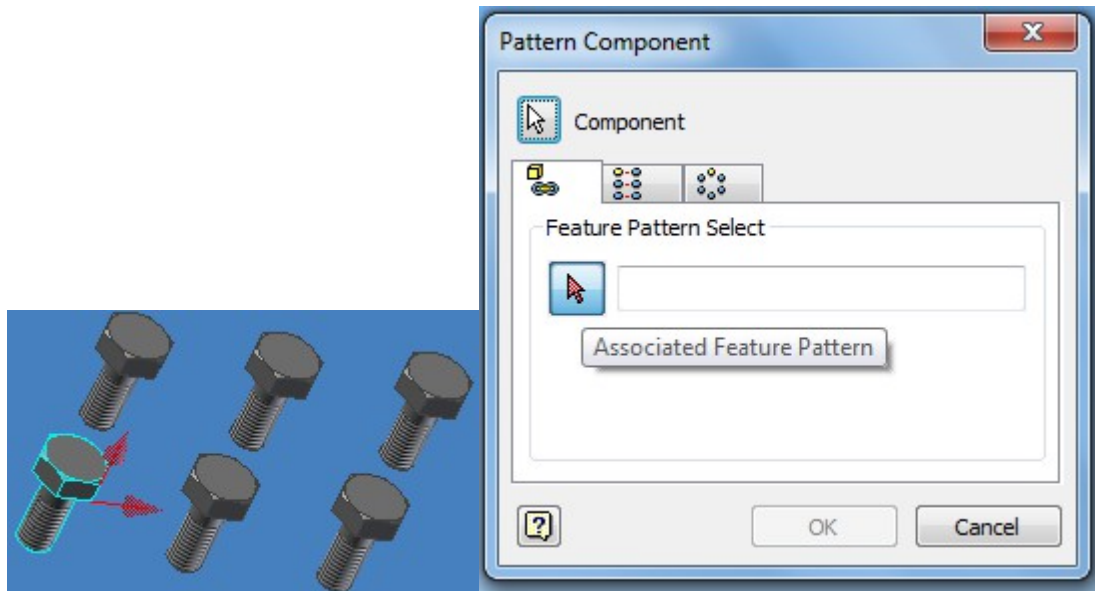 Pattern Component
Component
Feature Pattern Select
Associated Feature Pattern
OK
Cancel